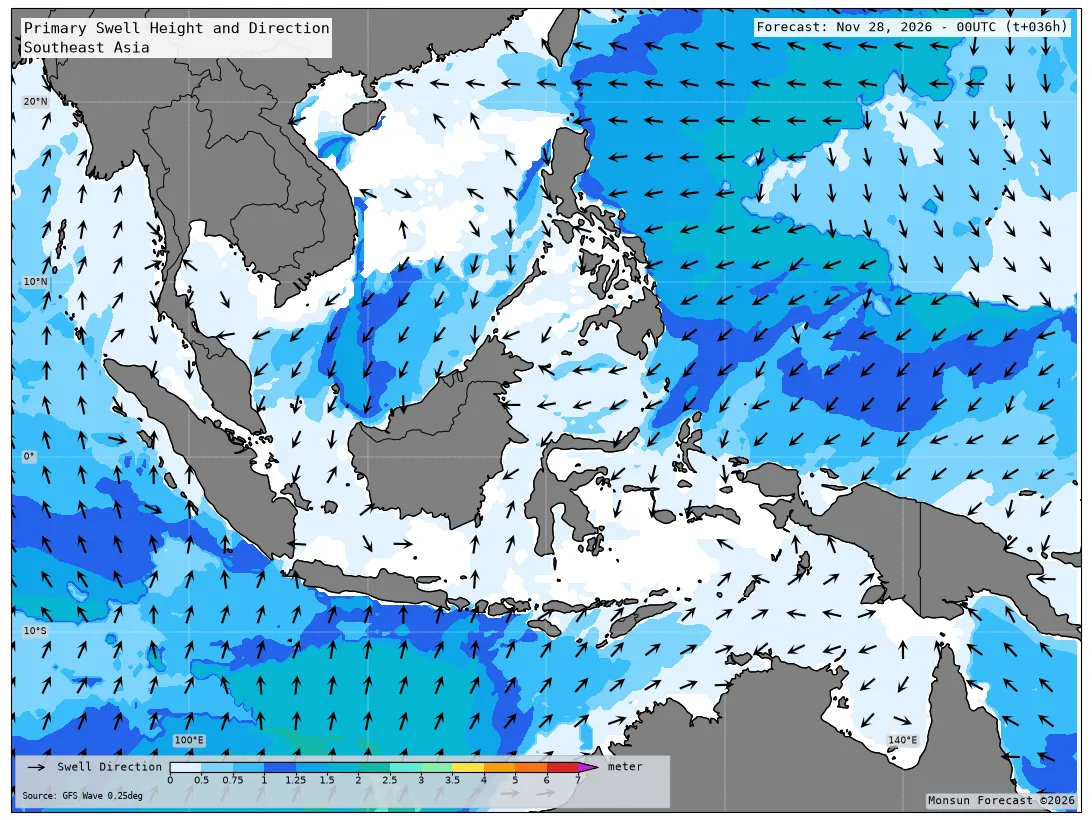 Primary Swell Height and Direction
Southeast Asia
Forecast: Nov 28, 2026 - 00UTC (t+036h)
20°N
10°N
0°
10°S
100°E
140°E
Swell Direction
0 0.5 0.75 1 1.25 1.5 2 2.5 3 3.5 4 5 6 7
meter
Source: GFS Wave 0.25deg
Monsun Forecast ©2026